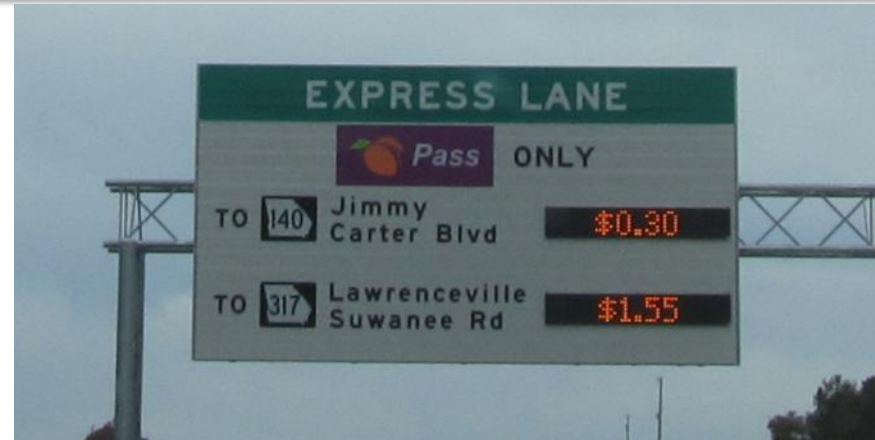 EXPRESS LANE
Pass ONLY
TO 140 Jimmy
Carter Blvd $0.30
TO 317 Lawrenceville
Suwanee Rd $1.55